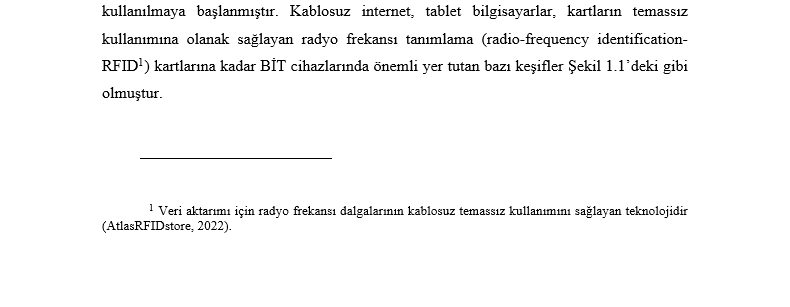 kullanılmaya başlanmıştır. Kablosuz internet, tablet bilgisayarlar, kartların temassız
kullanımına olanak sağlayan radyo frekansı tanımlama (radio-frequency identification-
RFID¹) kartlarına kadar BİT cihazlarında önemli yer tutan bazı keşifler Şekil 1.1’deki gibi
olmuştur.
¹ Veri aktarımı için radyo frekansı dalgalarının kablosuz temassız kullanımını sağlayan teknolojidir
(AtlasRFIDstore, 2022).